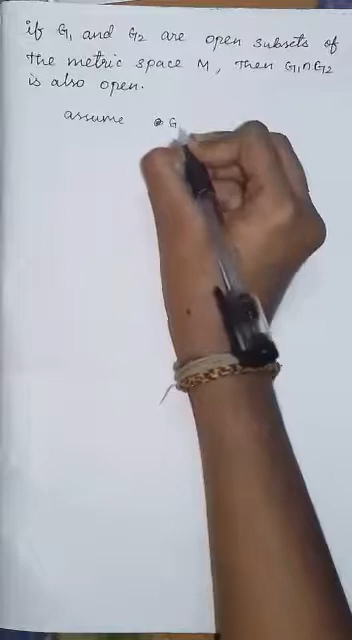 if G₁ and G₂ are open subsets of
the metric space M, then G₁∩G₂
is also open.
assume G